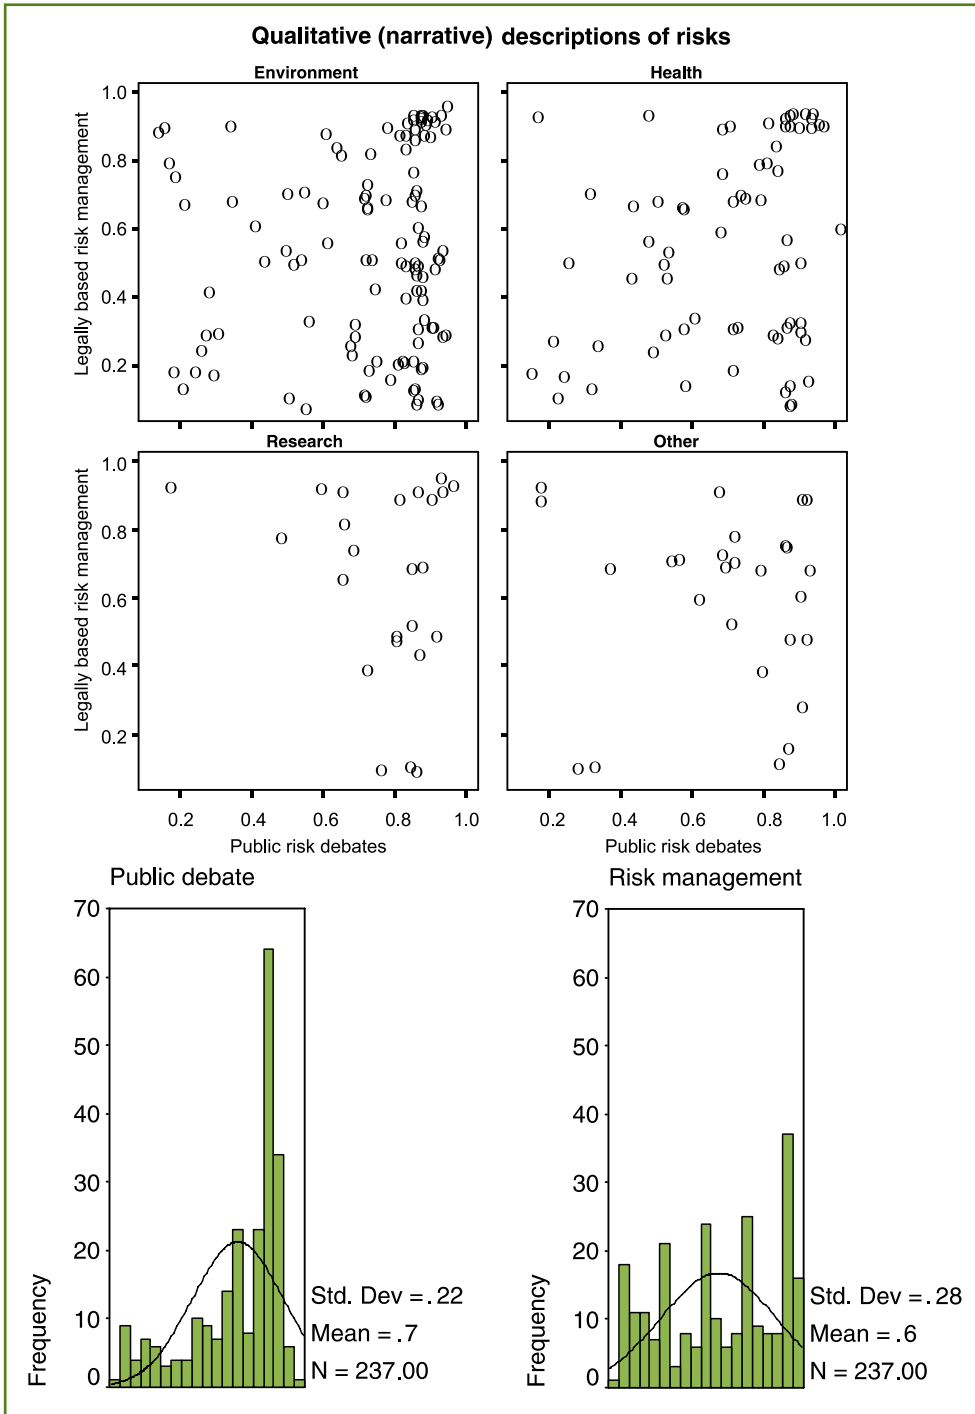 Qualitative (narrative) descriptions of risks
Environment
Health
Legally based risk management
1.0
0.8
0.6
0.4
0.2
Research
Other
Legally based risk management
1.0
0.8
0.6
0.4
0.2
0.2 0.4 0.6 0.8 1.0
0.2 0.4 0.6 0.8 1.0
Public risk debates
Public risk debates
Public debate
Frequency
70
60
50
40
30
20
10
0
Std. Dev = .22
Mean = .7
N = 237.00
Risk management
Frequency
70
60
50
40
30
20
10
0
Std. Dev = .28
Mean = .6
N = 237.00